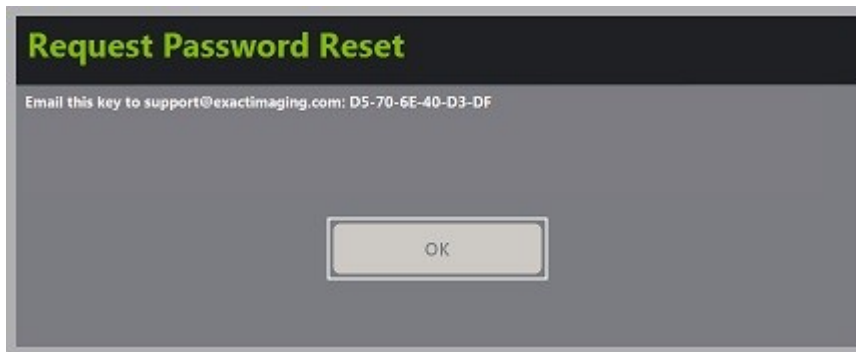 Request Password Reset
Email this key to support@exactimaging.com: D5-70-6E-40-D3-DF
OK